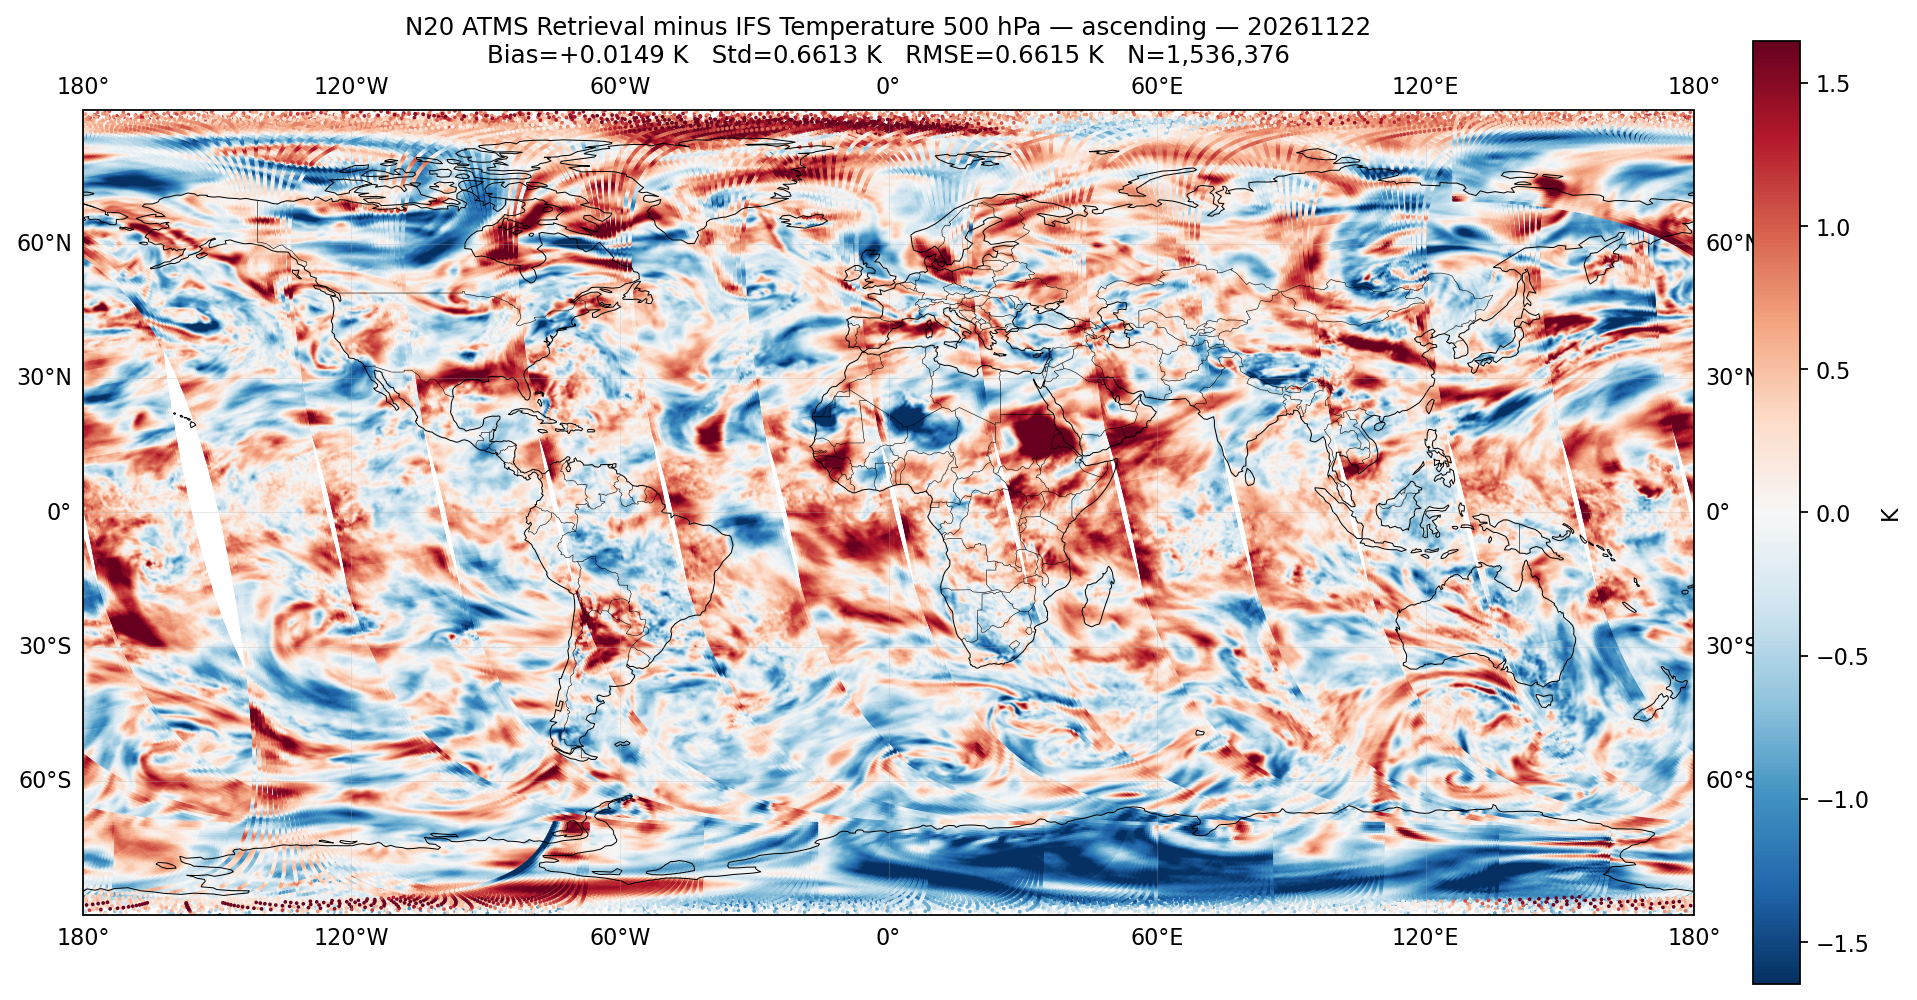 N20 ATMS Retrieval minus IFS Temperature 500 hPa — ascending — 20261122
Bias=+0.0149 K   Std=0.6613 K   RMSE=0.6615 K   N=1,536,376
180° 120°W 60°W 0° 60°E 120°E 180°
60°N 60°N
30°N 30°N
0° 0°
30°S 30°S
60°S 60°S
180° 120°W 60°W 0° 60°E 120°E 180°
1.5
1.0
0.5
0.0
−0.5
−1.0
−1.5
K